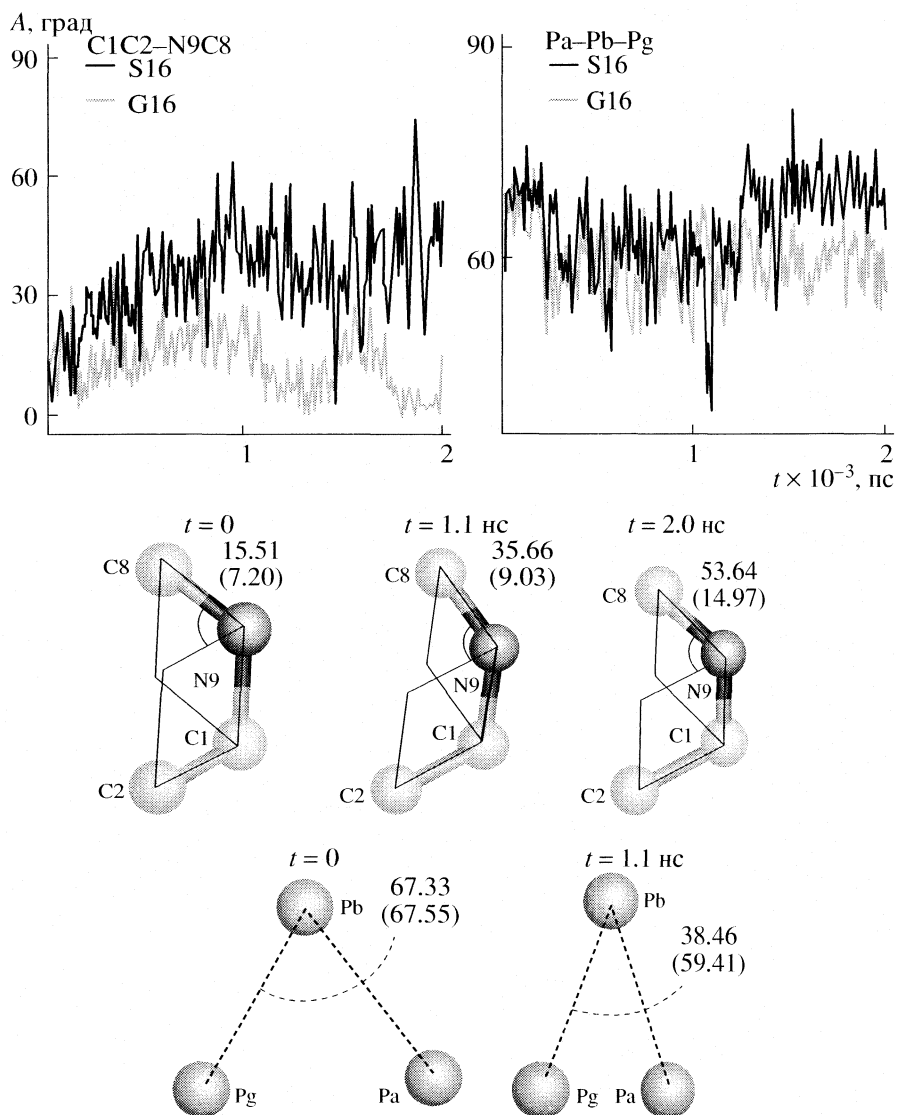 A, град
90
60
30
0
C1C2–N9C8
S16
G16
1
2
90
60
Pa–Pb–Pg
S16
G16
1
2
t × 10⁻³, пс
t = 0
15.51
(7.20)
C8
N9
C1
C2
t = 1.1 нс
35.66
(9.03)
C8
N9
C1
C2
t = 2.0 нс
53.64
(14.97)
C8
N9
C1
C2
t = 0
67.33
(67.55)
Pb
Pg
Pa
t = 1.1 нс
38.46
(59.41)
Pb
Pg
Pa